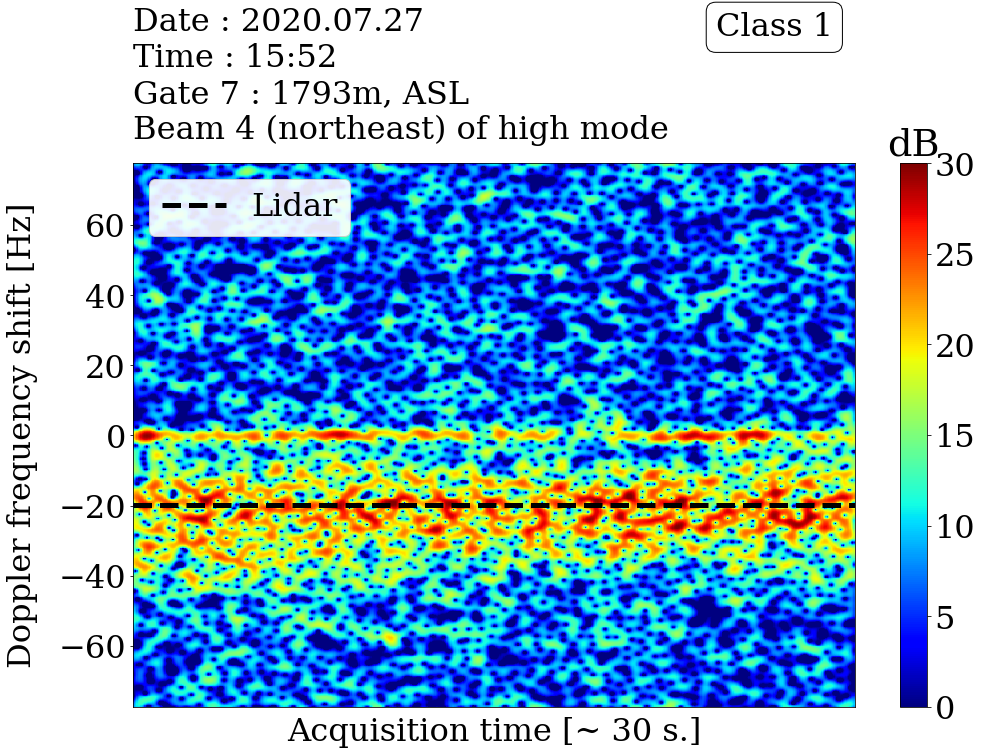 Date : 2020.07.27
Time : 15:52
Gate 7 : 1793m, ASL
Beam 4 (northeast) of high mode
Class 1
dB
Lidar
Doppler frequency shift [Hz]
60
40
20
0
−20
−40
−60
30
25
20
15
10
5
0
Acquisition time [~ 30 s.]